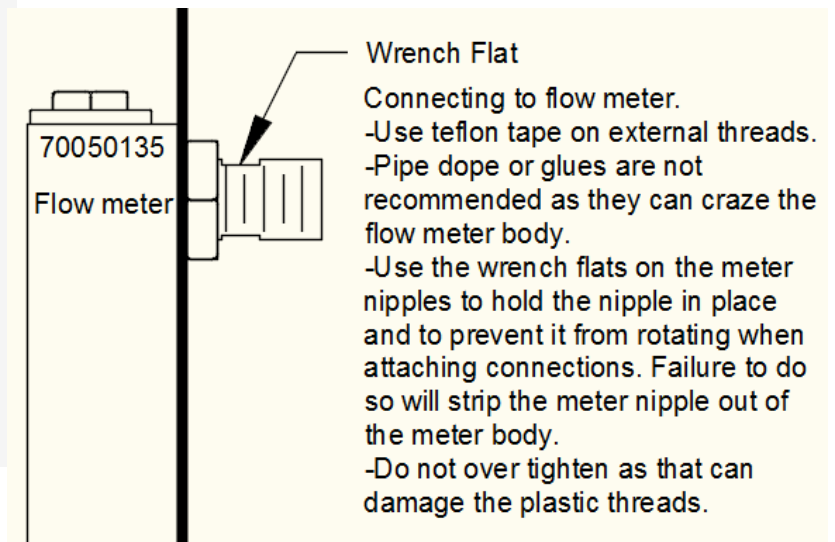 Wrench Flat
Connecting to flow meter.
-Use teflon tape on external threads.
-Pipe dope or glues are not
recommended as they can craze the
flow meter body.
-Use the wrench flats on the meter
nipples to hold the nipple in place
and to prevent it from rotating when
attaching connections. Failure to do
so will strip the meter nipple out of
the meter body.
-Do not over tighten as that can
damage the plastic threads.
70050135
Flow meter